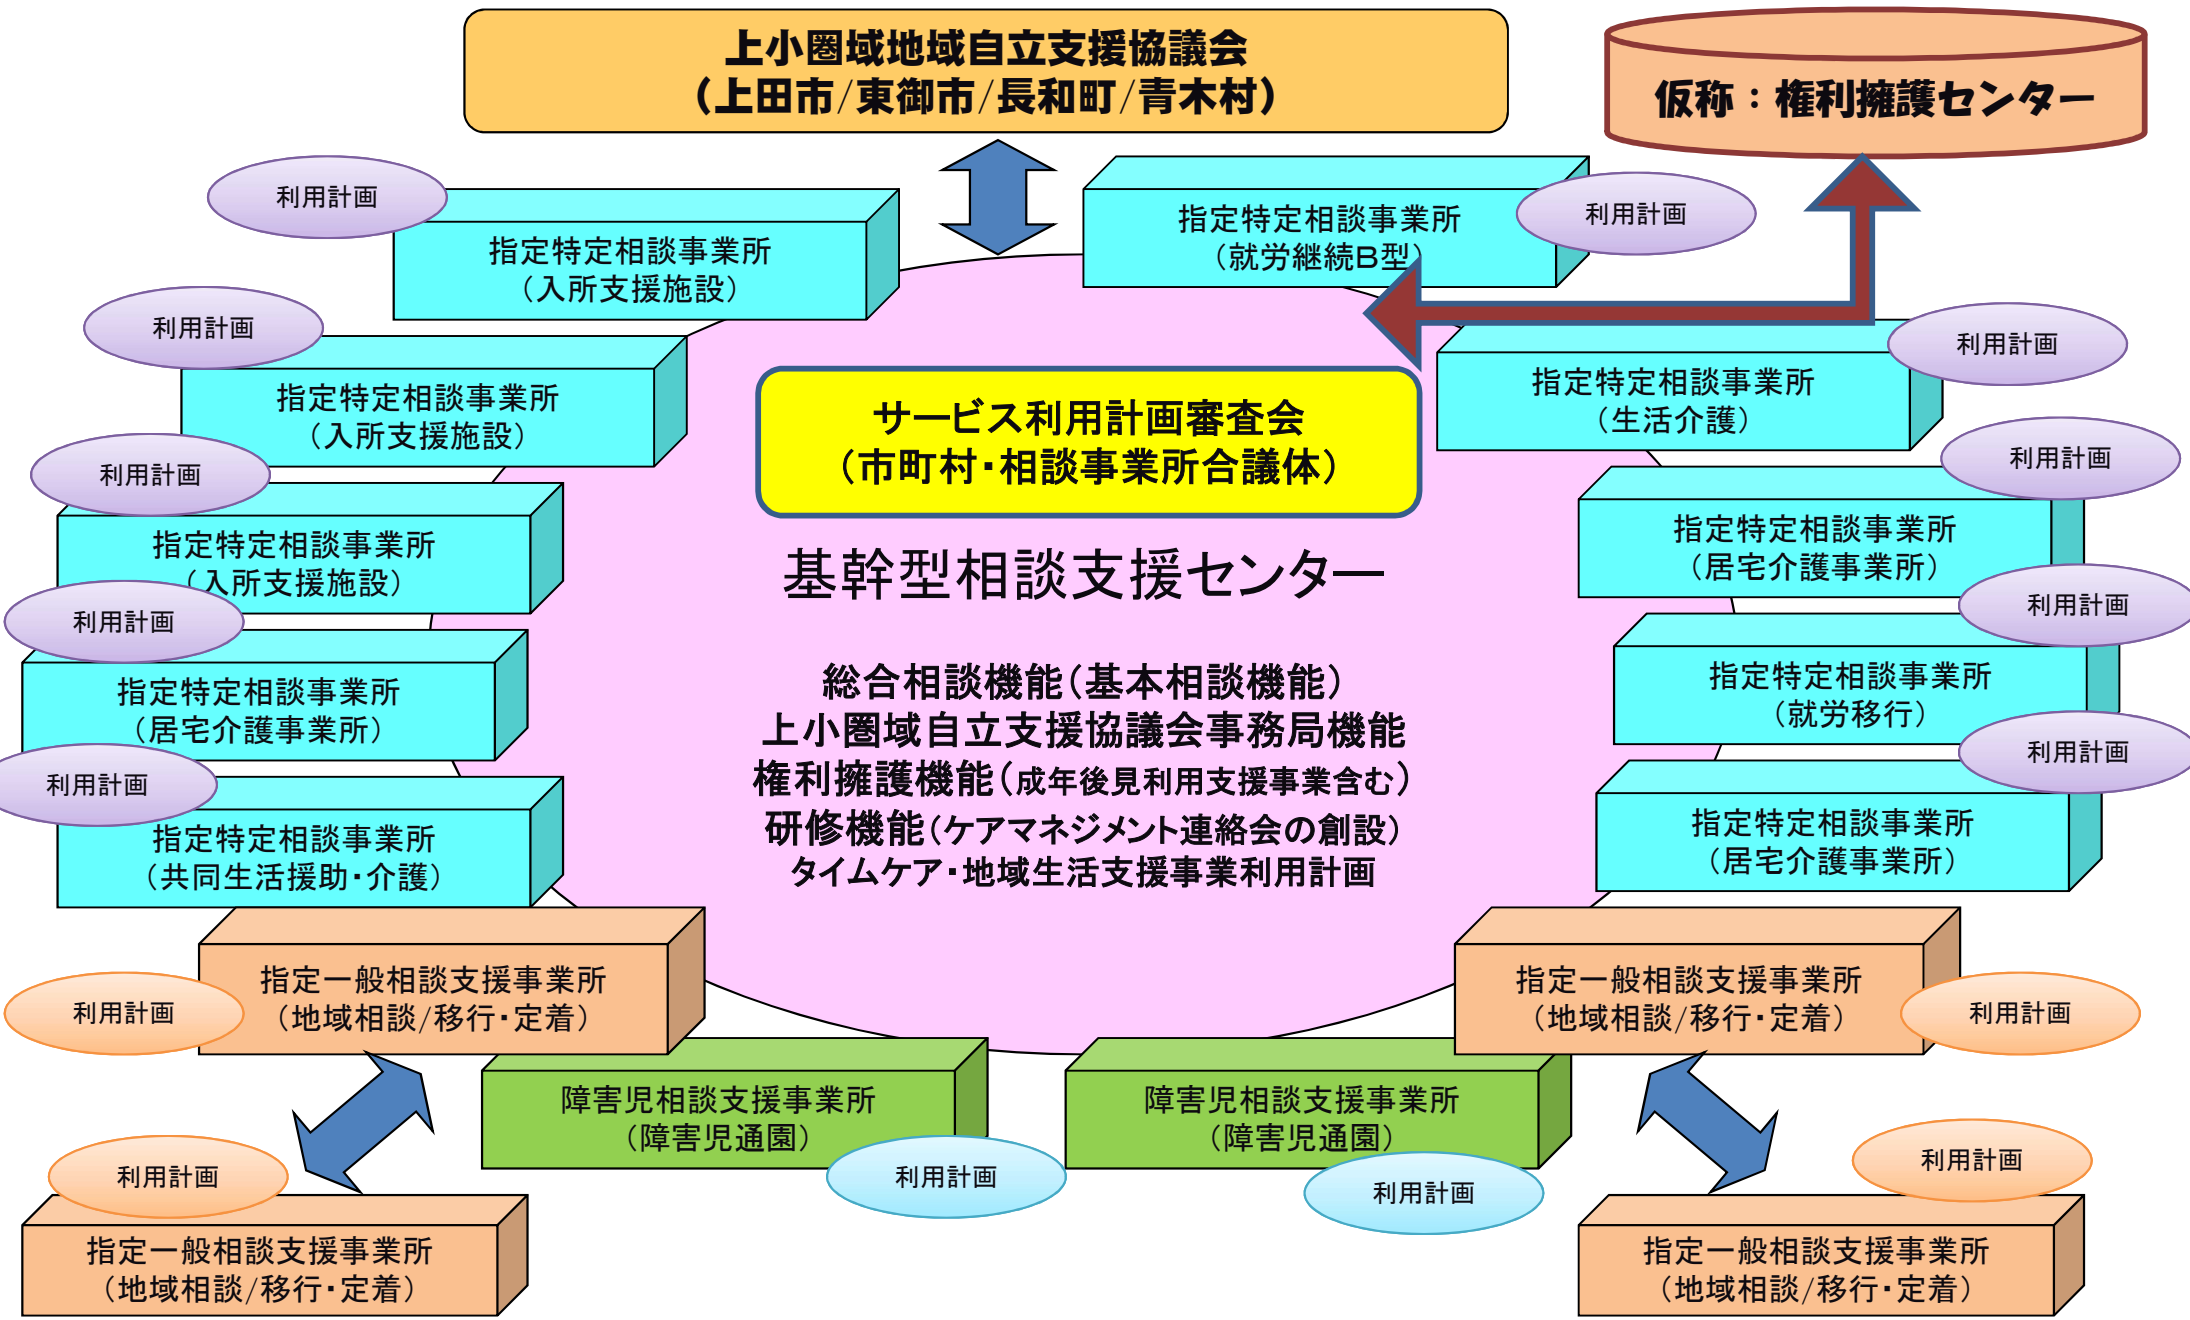 上小圏域地域自立支援協議会
（上田市/東御市/長和町/青木村）
仮称：権利擁護センター
利用計画
指定特定相談事業所
（入所支援施設）
指定特定相談事業所
（就労継続Ｂ型）
利用計画
利用計画
指定特定相談事業所
（入所支援施設）
サービス利用計画審査会
（市町村・相談事業所合議体）
指定特定相談事業所
（生活介護）
利用計画
利用計画
指定特定相談事業所
（入所支援施設）
基幹型相談支援センター
指定特定相談事業所
（居宅介護事業所）
利用計画
利用計画
指定特定相談事業所
（居宅介護事業所）
総合相談機能（基本相談機能）
上小圏域自立支援協議会事務局機能
権利擁護機能（成年後見利用支援事業含む）
研修機能（ケアマネジメント連絡会の創設）
タイムケア・地域生活支援事業利用計画
指定特定相談事業所
（就労移行）
利用計画
利用計画
指定特定相談事業所
（共同生活援助・介護）
指定特定相談事業所
（居宅介護事業所）
利用計画
利用計画
指定一般相談支援事業所
（地域相談/移行・定着）
指定一般相談支援事業所
（地域相談/移行・定着）
利用計画
障害児相談支援事業所
（障害児通園）
利用計画
障害児相談支援事業所
（障害児通園）
利用計画
利用計画
指定一般相談支援事業所
（地域相談/移行・定着）
利用計画
指定一般相談支援事業所
（地域相談/移行・定着）